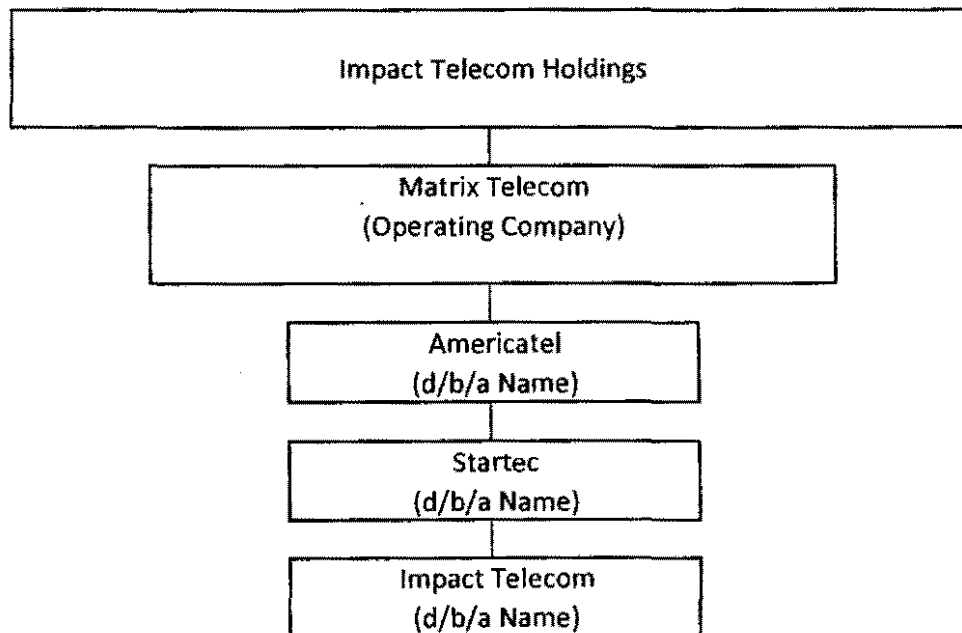 Impact Telecom Holdings
Matrix Telecom
(Operating Company)
Americatel
(d/b/a Name)
Startec
(d/b/a Name)
Impact Telecom
(d/b/a Name)